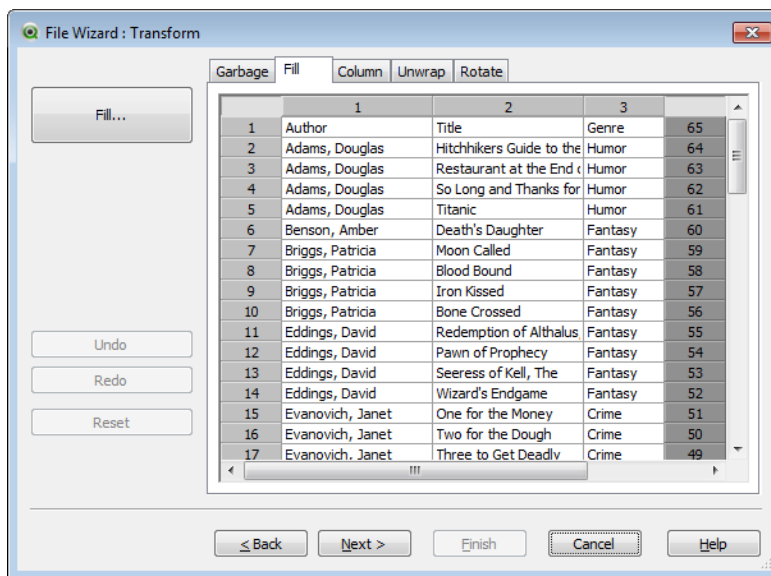 File Wizard : Transform
Garbage Fill Column Unwrap Rotate
Fill...
1 2 3
1 Author Title Genre 65
2 Adams, Douglas Hitchhikers Guide to the Humor 64
3 Adams, Douglas Restaurant at the End Humor 63
4 Adams, Douglas So Long and Thanks for Humor 62
5 Adams, Douglas Titanic Humor 61
6 Benson, Amber Death's Daughter Fantasy 60
7 Briggs, Patricia Moon Called Fantasy 59
8 Briggs, Patricia Blood Bound Fantasy 58
9 Briggs, Patricia Iron Kissed Fantasy 57
10 Briggs, Patricia Bone Crossed Fantasy 56
11 Eddings, David Redemption of Althalus, Fantasy 55
12 Eddings, David Pawn of Prophecy Fantasy 54
13 Eddings, David Seeress of Kell, The Fantasy 53
14 Eddings, David Wizard's Endgame Fantasy 52
15 Evanovich, Janet One for the Money Crime 51
16 Evanovich, Janet Two for the Dough Crime 50
17 Evanovich, Janet Three to Get Deadly Crime 49
Undo
Redo
Reset
< Back Next > Finish Cancel Help